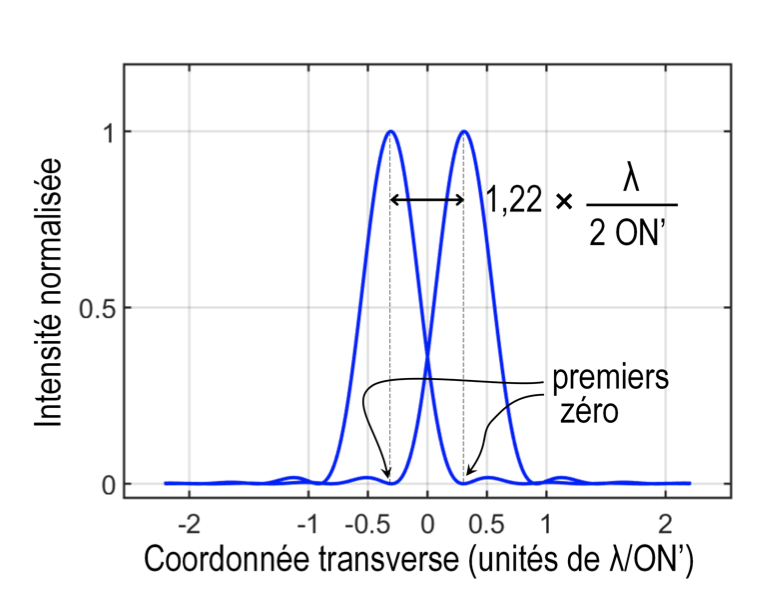 1
0.5
0
Intensité normalisée
1,22 × λ
2 ON’
premiers
zéro
-2
-1
-0.5
0
0.5
1
2
Coordonnée transverse (unités de λ/ON’)